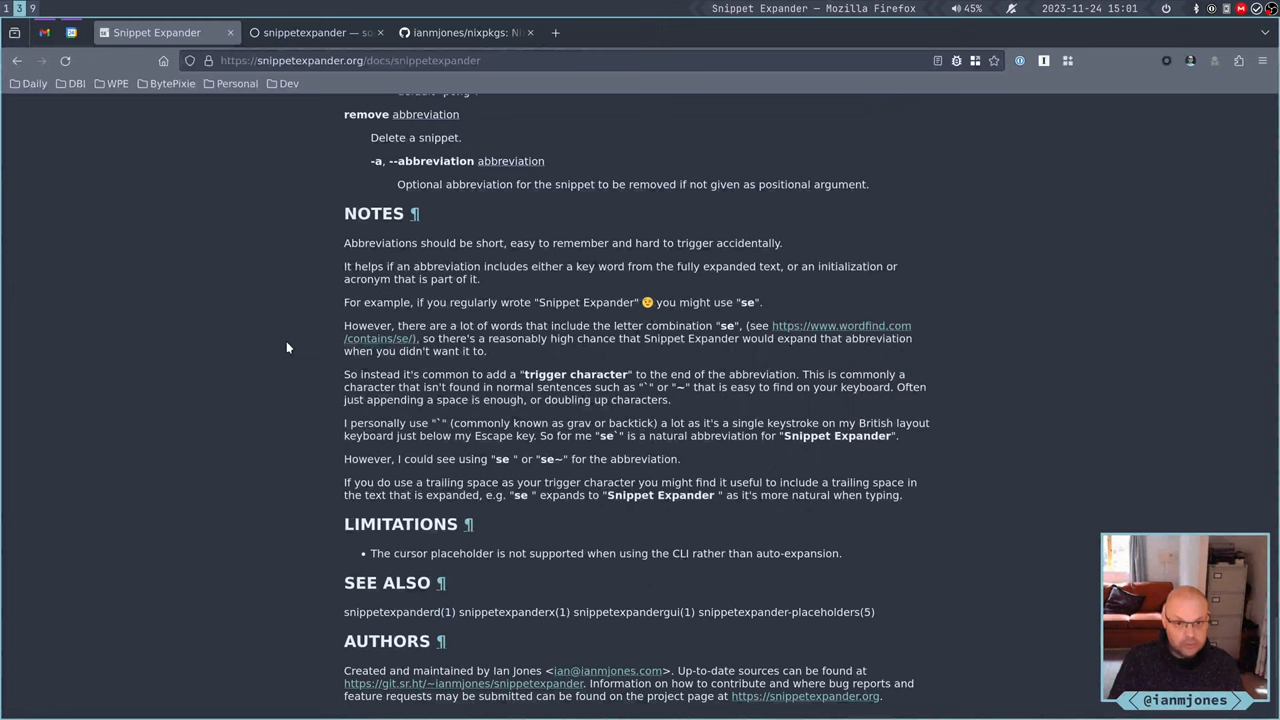 1 3 9
Snippet Expander — Mozilla Firefox
45%
2023-11-24 15:01
Snippet Expander
snippetexpander — so
ianmjones/nixpkgs: Ni
https://snippetexpander.org/docs/snippetexpander
Daily DBI WPE BytePixie Personal Dev
remove abbreviation
Delete a snippet.
-a, --abbreviation abbreviation
Optional abbreviation for the snippet to be removed if not given as positional argument.
NOTES ¶
Abbreviations should be short, easy to remember and hard to trigger accidentally.
It helps if an abbreviation includes either a key word from the fully expanded text, or an initialization or
acronym that is part of it.
For example, if you regularly wrote "Snippet Expander" 😉 you might use "se".
However, there are a lot of words that include the letter combination "se", (see https://www.wordfind.com
/contains/se/), so there's a reasonably high chance that Snippet Expander would expand that abbreviation
when you didn't want it to.
So instead it's common to add a "trigger character" to the end of the abbreviation. This is commonly a
character that isn't found in normal sentences such as "`" or "~" that is easy to find on your keyboard. Often
just appending a space is enough, or doubling up characters.
I personally use "`" (commonly known as grav or backtick) a lot as it's a single keystroke on my British layout
keyboard just below my Escape key. So for me "se`" is a natural abbreviation for "Snippet Expander".
However, I could see using "se " or "se~" for the abbreviation.
If you do use a trailing space as your trigger character you might find it useful to include a trailing space in
the text that is expanded, e.g. "se " expands to "Snippet Expander " as it's more natural when typing.
LIMITATIONS ¶
• The cursor placeholder is not supported when using the CLI rather than auto-expansion.
SEE ALSO ¶
snippetexpanderd(1) snippetexpanderx(1) snippetexpandergui(1) snippetexpander-placeholders(5)
AUTHORS ¶
Created and maintained by Ian Jones <ian@ianmjones.com>. Up-to-date sources can be found at
https://git.sr.ht/~ianmjones/snippetexpander. Information on how to contribute and where bug reports and
feature requests may be submitted can be found on the project page at https://snippetexpander.org.
@ianmjones